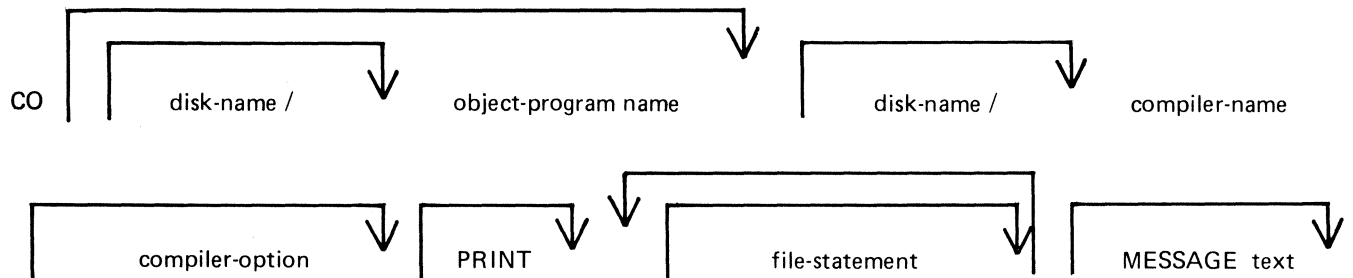 CO disk-name / object-program name disk-name / compiler-name
compiler-option PRINT file-statement MESSAGE text